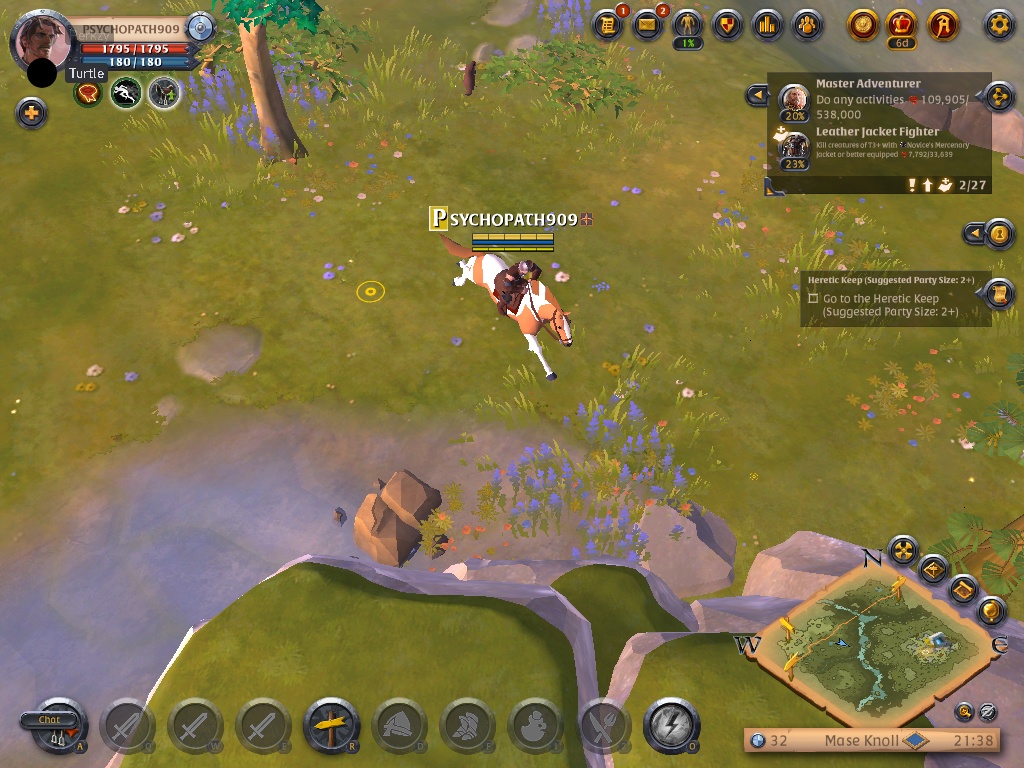 PSYCHOPATH909
1795/1795
180/180
Turtle
1
2
1%
6d
Master Adventurer
Do any activities 109,905/
538,000
20%
Leather Jacket Fighter
Kill creatures of T3+ with Novice's Mercenary
Jacket or better equipped 7,792/33,639
23%
2/27
PSYCHOPATH909
Heretic Keep (Suggested Party Size: 2+)
Go to the Heretic Keep
(Suggested Party Size: 2+)
N
W
E
Chat
A
Q
W
E
R
D
F
O
32
Mase Knoll
21:38